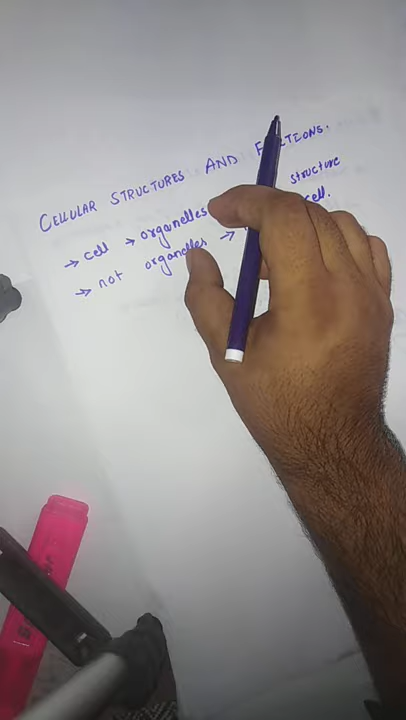 CELLULAR STRUCTURES AND
→ cell → organelles structure
→ not organelles → cell.